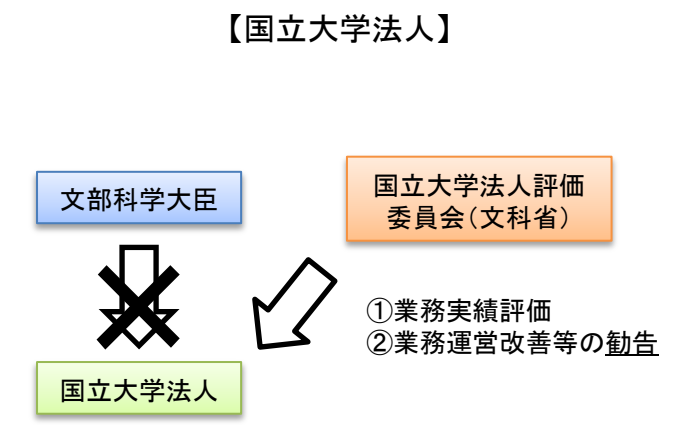 【国立大学法人】
文部科学大臣
国立大学法人評価
委員会（文科省）
①業務実績評価
②業務運営改善等の勧告
国立大学法人